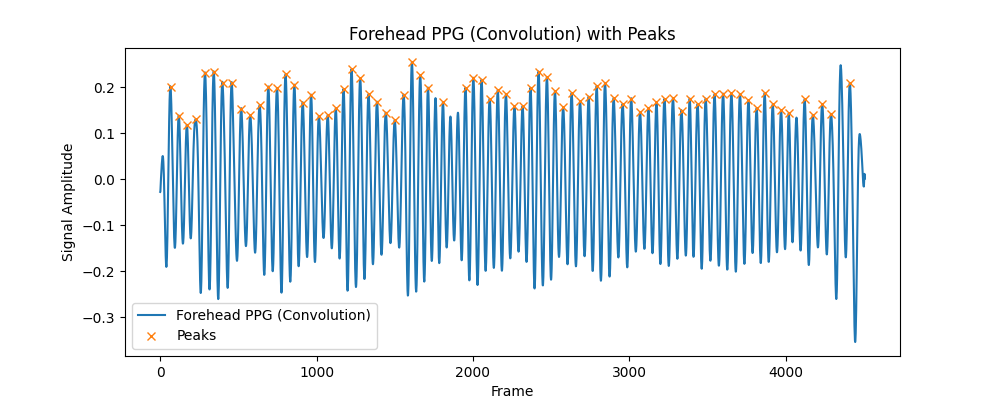 Forehead PPG (Convolution) with Peaks
Signal Amplitude
0.2
0.1
0.0
−0.1
−0.2
−0.3
Forehead PPG (Convolution)
Peaks
0 1000 2000 3000 4000
Frame